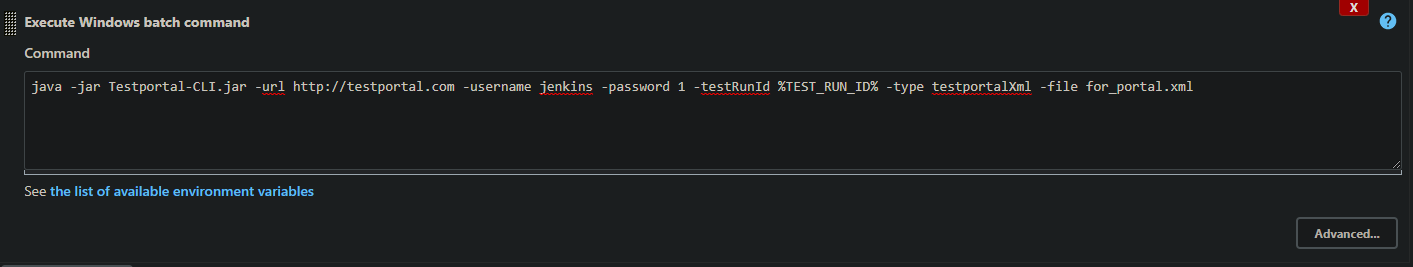 X
Execute Windows batch command
?
Command
java -jar Testportal-CLI.jar -url http://testportal.com -username jenkins -password 1 -testRunId %TEST_RUN_ID% -type testportalXml -file for_portal.xml
See the list of available environment variables
Advanced...